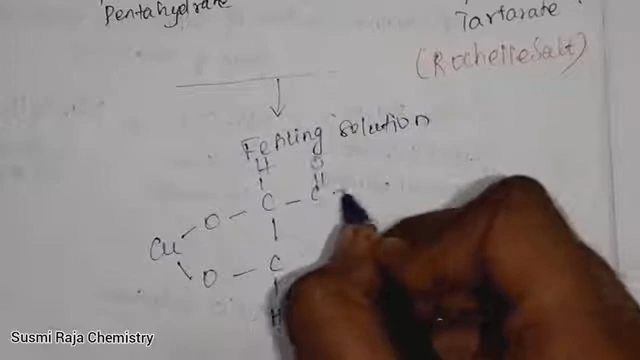 Pentahydrate
Tartarate
(Rochelle Salt)
Fehling solution
H O
C - C
Cu O -
O - C
H
Susmi Raja Chemistry